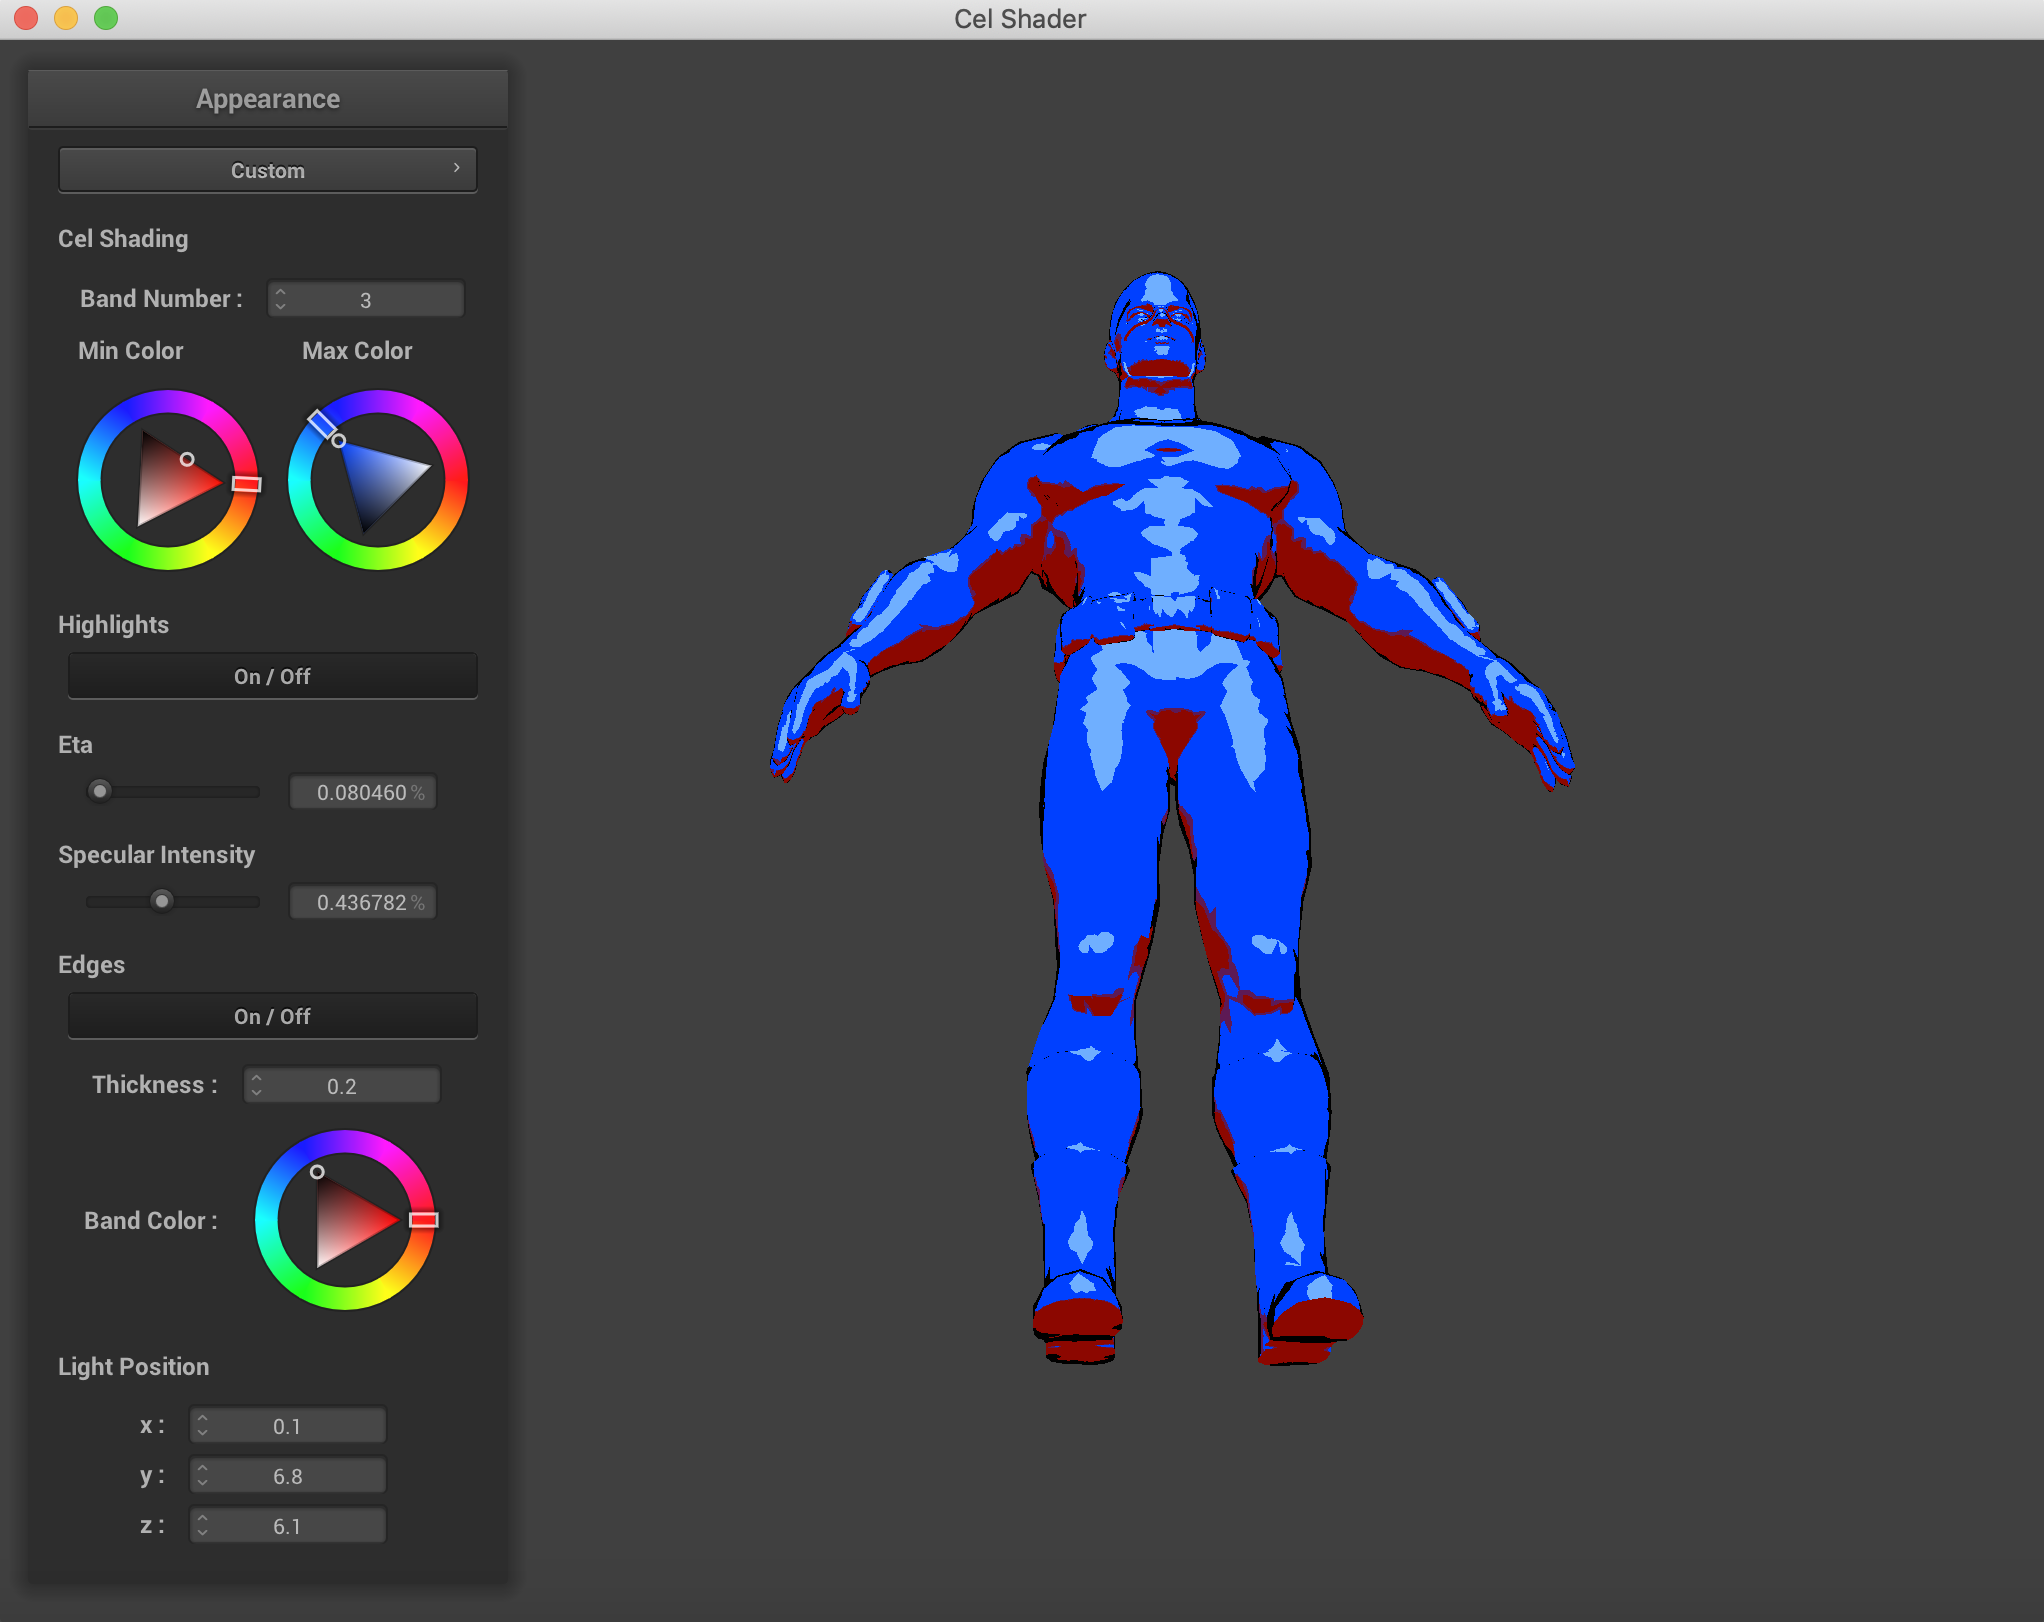 Cel Shader
Appearance
Custom
Cel Shading
Band Number : 3
Min Color Max Color
Highlights
On / Off
Eta
0.080460 %
Specular Intensity
0.436782 %
Edges
On / Off
Thickness : 0.2
Band Color :
Light Position
x : 0.1
y : 6.8
z : 6.1